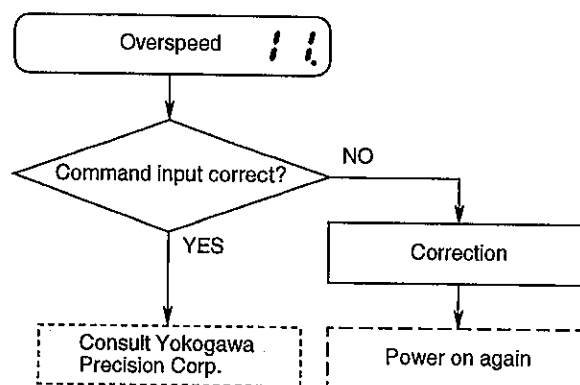 Overspeed 11.
Command input correct?
NO
YES
Correction
Consult Yokogawa
Precision Corp.
Power on again